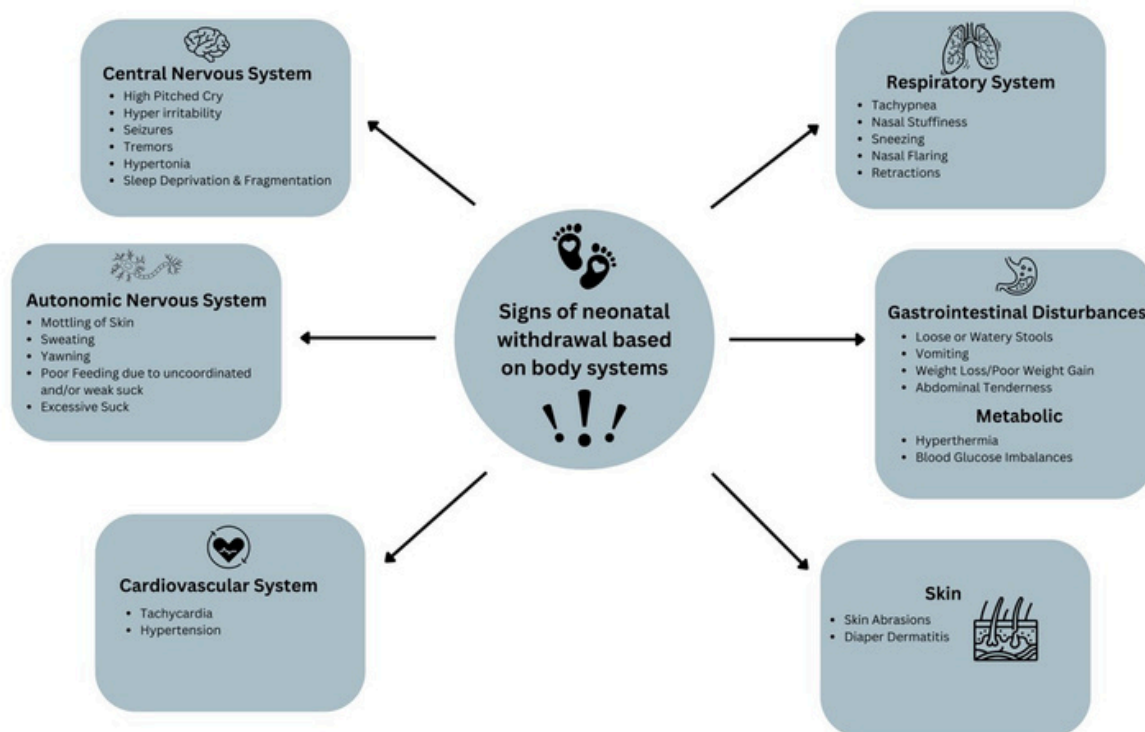 Central Nervous System
• High Pitched Cry
• Hyper irritability
• Seizures
• Tremors
• Hypertonia
• Sleep Deprivation & Fragmentation
Respiratory System
• Tachypnea
• Nasal Stuffiness
• Sneezing
• Nasal Flaring
• Retractions
Signs of neonatal
withdrawal based
on body systems
Autonomic Nervous System
• Mottling of Skin
• Sweating
• Yawning
• Poor Feeding due to uncoordinated
and/or weak suck
• Excessive Suck
Gastrointestinal Disturbances
• Loose or Watery Stools
• Vomiting
• Weight Loss/Poor Weight Gain
• Abdominal Tenderness
Metabolic
• Hyperthermia
• Blood Glucose Imbalances
Cardiovascular System
• Tachycardia
• Hypertension
Skin
• Skin Abrasions
• Diaper Dermatitis